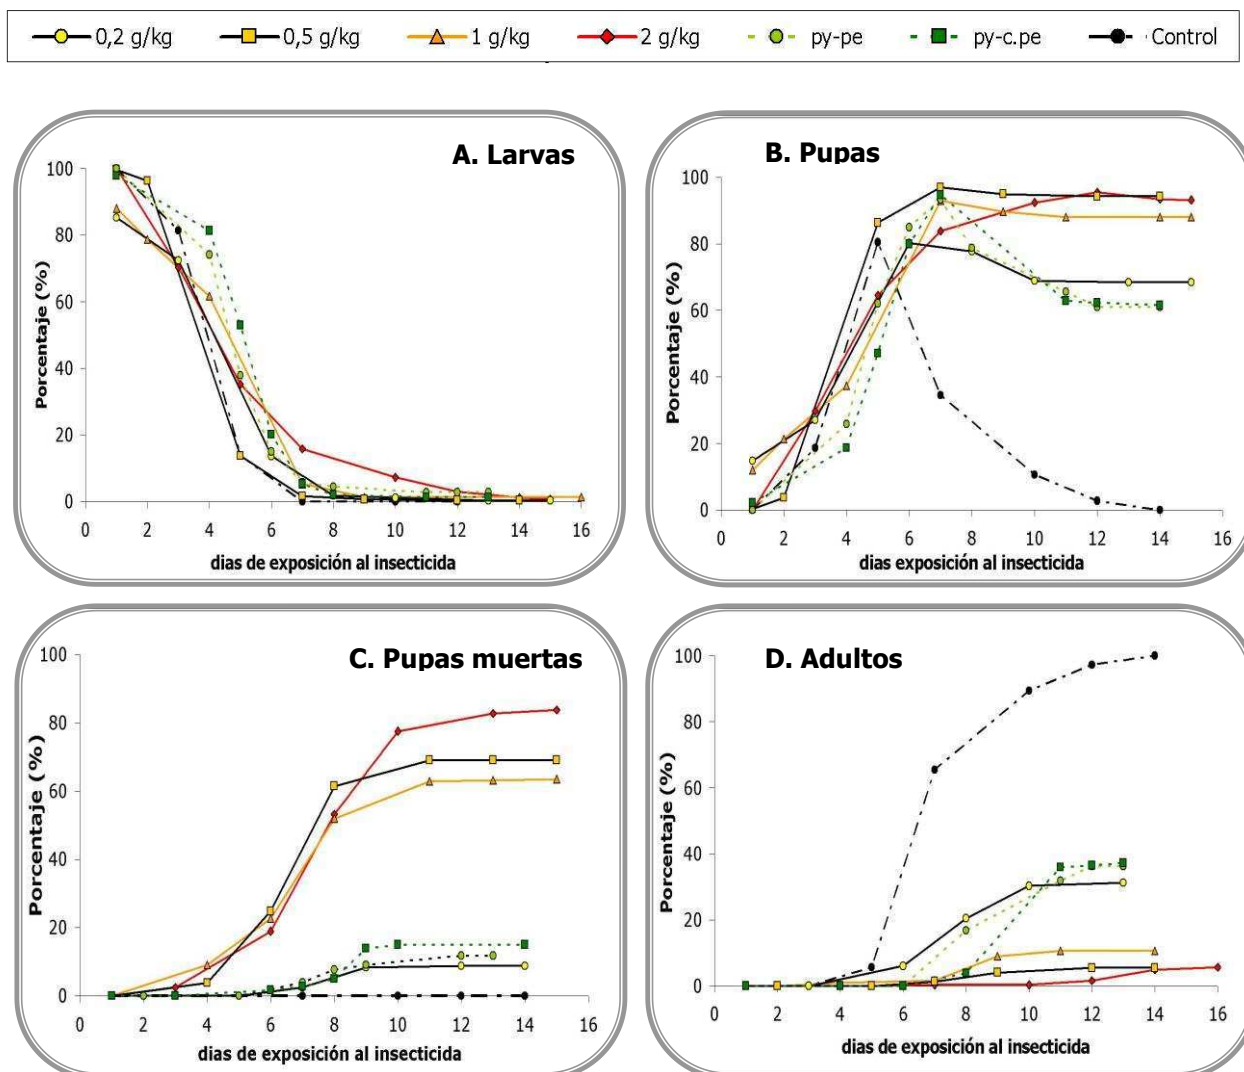 0,2 g/kg 0,5 g/kg 1 g/kg 2 g/kg py-pe py-c.pe Control
A. Larvas
100
80
60
40
20
0
Porcentaje (%)
0 2 4 6 8 10 12 14 16
dias de exposición al insecticida
B. Pupas
100
80
60
40
20
0
Porcentaje (%)
0 2 4 6 8 10 12 14 16
dias exposición al insecticida
C. Pupas muertas
100
80
60
40
20
0
Porcentaje (%)
0 2 4 6 8 10 12 14 16
dias de exposición al insecticida
D. Adultos
100
80
60
40
20
0
Porcentaje (%)
0 2 4 6 8 10 12 14 16
dias de exposición al insecticida